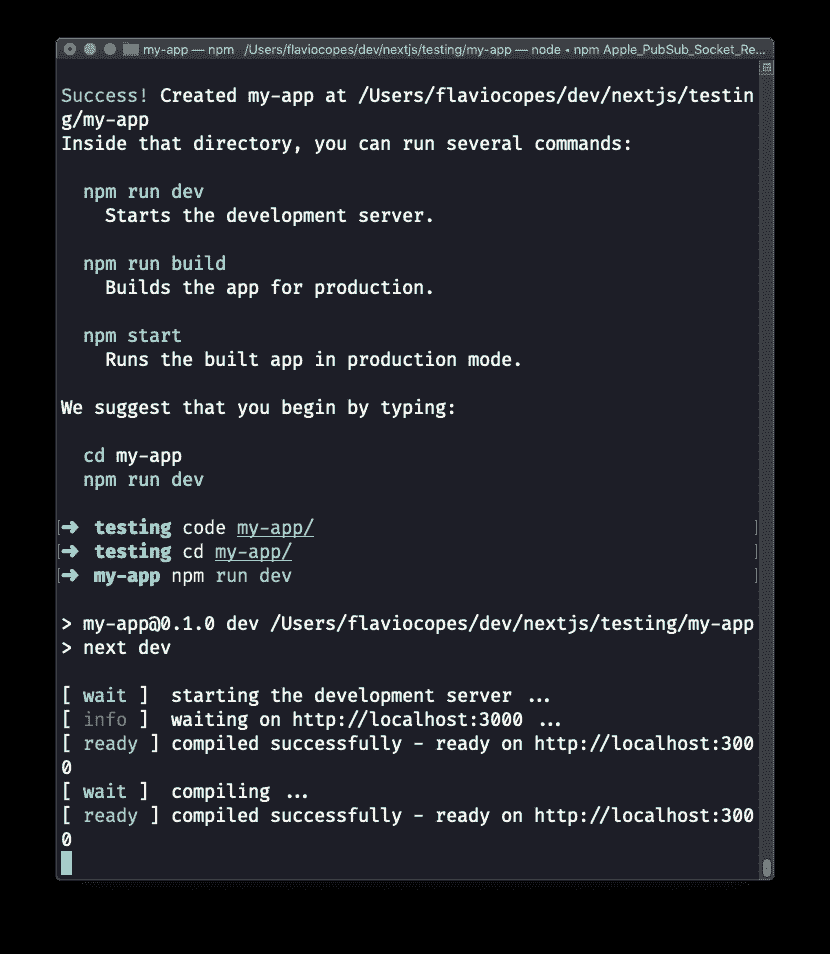 my-app — npm /Users/flaviocopes/dev/nextjs/testing/my-app — node • npm Apple_PubSub_Socket_Re...
Success! Created my-app at /Users/flaviocopes/dev/nextjs/testin
g/my-app
Inside that directory, you can run several commands:
npm run dev
Starts the development server.
npm run build
Builds the app for production.
npm start
Runs the built app in production mode.
We suggest that you begin by typing:
cd my-app
npm run dev
[➜ testing code my-app/ ]
[➜ testing cd my-app/ ]
[➜ my-app npm run dev ]
> my-app@0.1.0 dev /Users/flaviocopes/dev/nextjs/testing/my-app
> next dev
[ wait ] starting the development server ...
[ info ] waiting on http://localhost:3000 ...
[ ready ] compiled successfully - ready on http://localhost:300
0
[ wait ] compiling ...
[ ready ] compiled successfully - ready on http://localhost:300
0